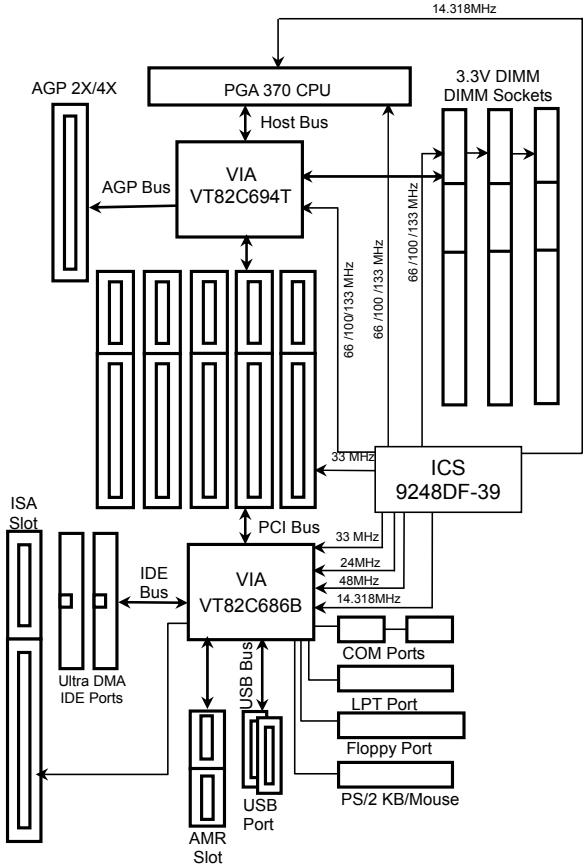 14.318MHz
AGP 2X/4X
PGA 370 CPU
3.3V DIMM
DIMM Sockets
Host Bus
VIA
VT82C694T
AGP Bus
66 /100/133 MHz
66 /100 /133 MHz
66 /100 /133 MHz
33 MHz
ICS
9248DF-39
ISA
Slot
PCI Bus
33 MHz
24MHz
48MHz
14.318MHz
IDE
Bus
VIA
VT82C686B
Ultra DMA
IDE Ports
USB Bus
COM Ports
LPT Port
Floppy Port
PS/2 KB/Mouse
USB
Port
AMR
Slot